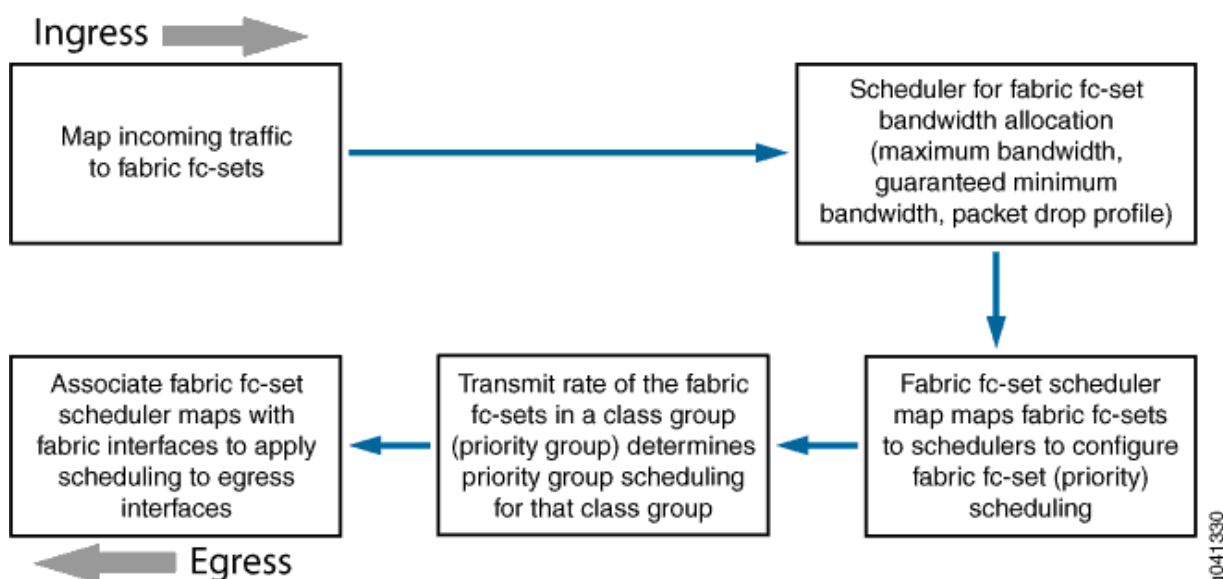 Ingress
Map incoming traffic
to fabric fc-sets
Scheduler for fabric fc-set
bandwidth allocation
(maximum bandwidth,
guaranteed minimum
bandwidth, packet drop profile)
Fabric fc-set scheduler
map maps fabric fc-sets
to schedulers to configure
fabric fc-set (priority)
scheduling
Transmit rate of the fabric
fc-sets in a class group
(priority group) determines
priority group scheduling
for that class group
Associate fabric fc-set
scheduler maps with
fabric interfaces to apply
scheduling to egress
interfaces
Egress